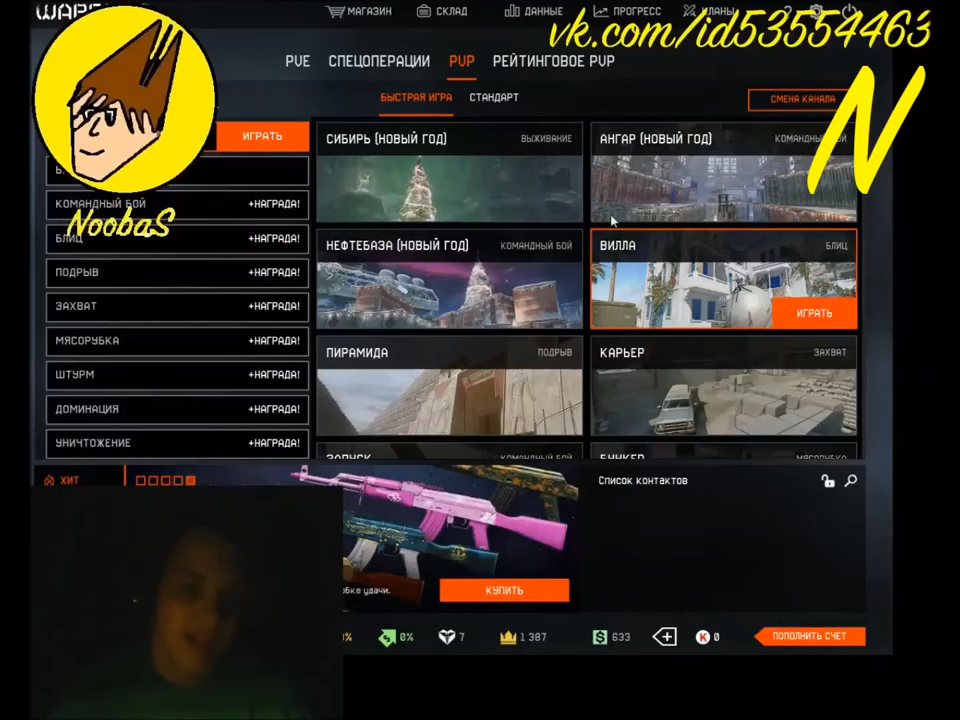 МАГАЗИН СКЛАД ДАННЫЕ ПРОГРЕСС КЛАНЫ ?
vk.com/id53554463
PVE СПЕЦОПЕРАЦИИ PVP РЕЙТИНГОВОЕ PVP
БЫСТРАЯ ИГРА СТАНДАРТ
СМЕНА КАНАЛА
N
ИГРАТЬ
СИБИРЬ (НОВЫЙ ГОД) ВЫЖИВАНИЕ
АНГАР (НОВЫЙ ГОД)
КОМАНДНЫЙ БОЙ +НАГРАДА!
NoobaS
БЛИЦ +НАГРАДА!
ПОДРЫВ +НАГРАДА!
ЗАХВАТ +НАГРАДА!
МЯСОРУБКА +НАГРАДА!
ШТУРМ +НАГРАДА!
ДОМИНАЦИЯ +НАГРАДА!
УНИЧТОЖЕНИЕ +НАГРАДА!
НЕФТЕБАЗА (НОВЫЙ ГОД) КОМАНДНЫЙ БОЙ
ВИЛЛА БЛИЦ
ИГРАТЬ
ПИРАМИДА ПОДРЫВ
КАРЬЕР ЗАХВАТ
ХИТ
Список контактов
удачи.
КУПИТЬ
0% 7 1 387 633 K 0
ПОПОЛНИТЬ СЧЕТ